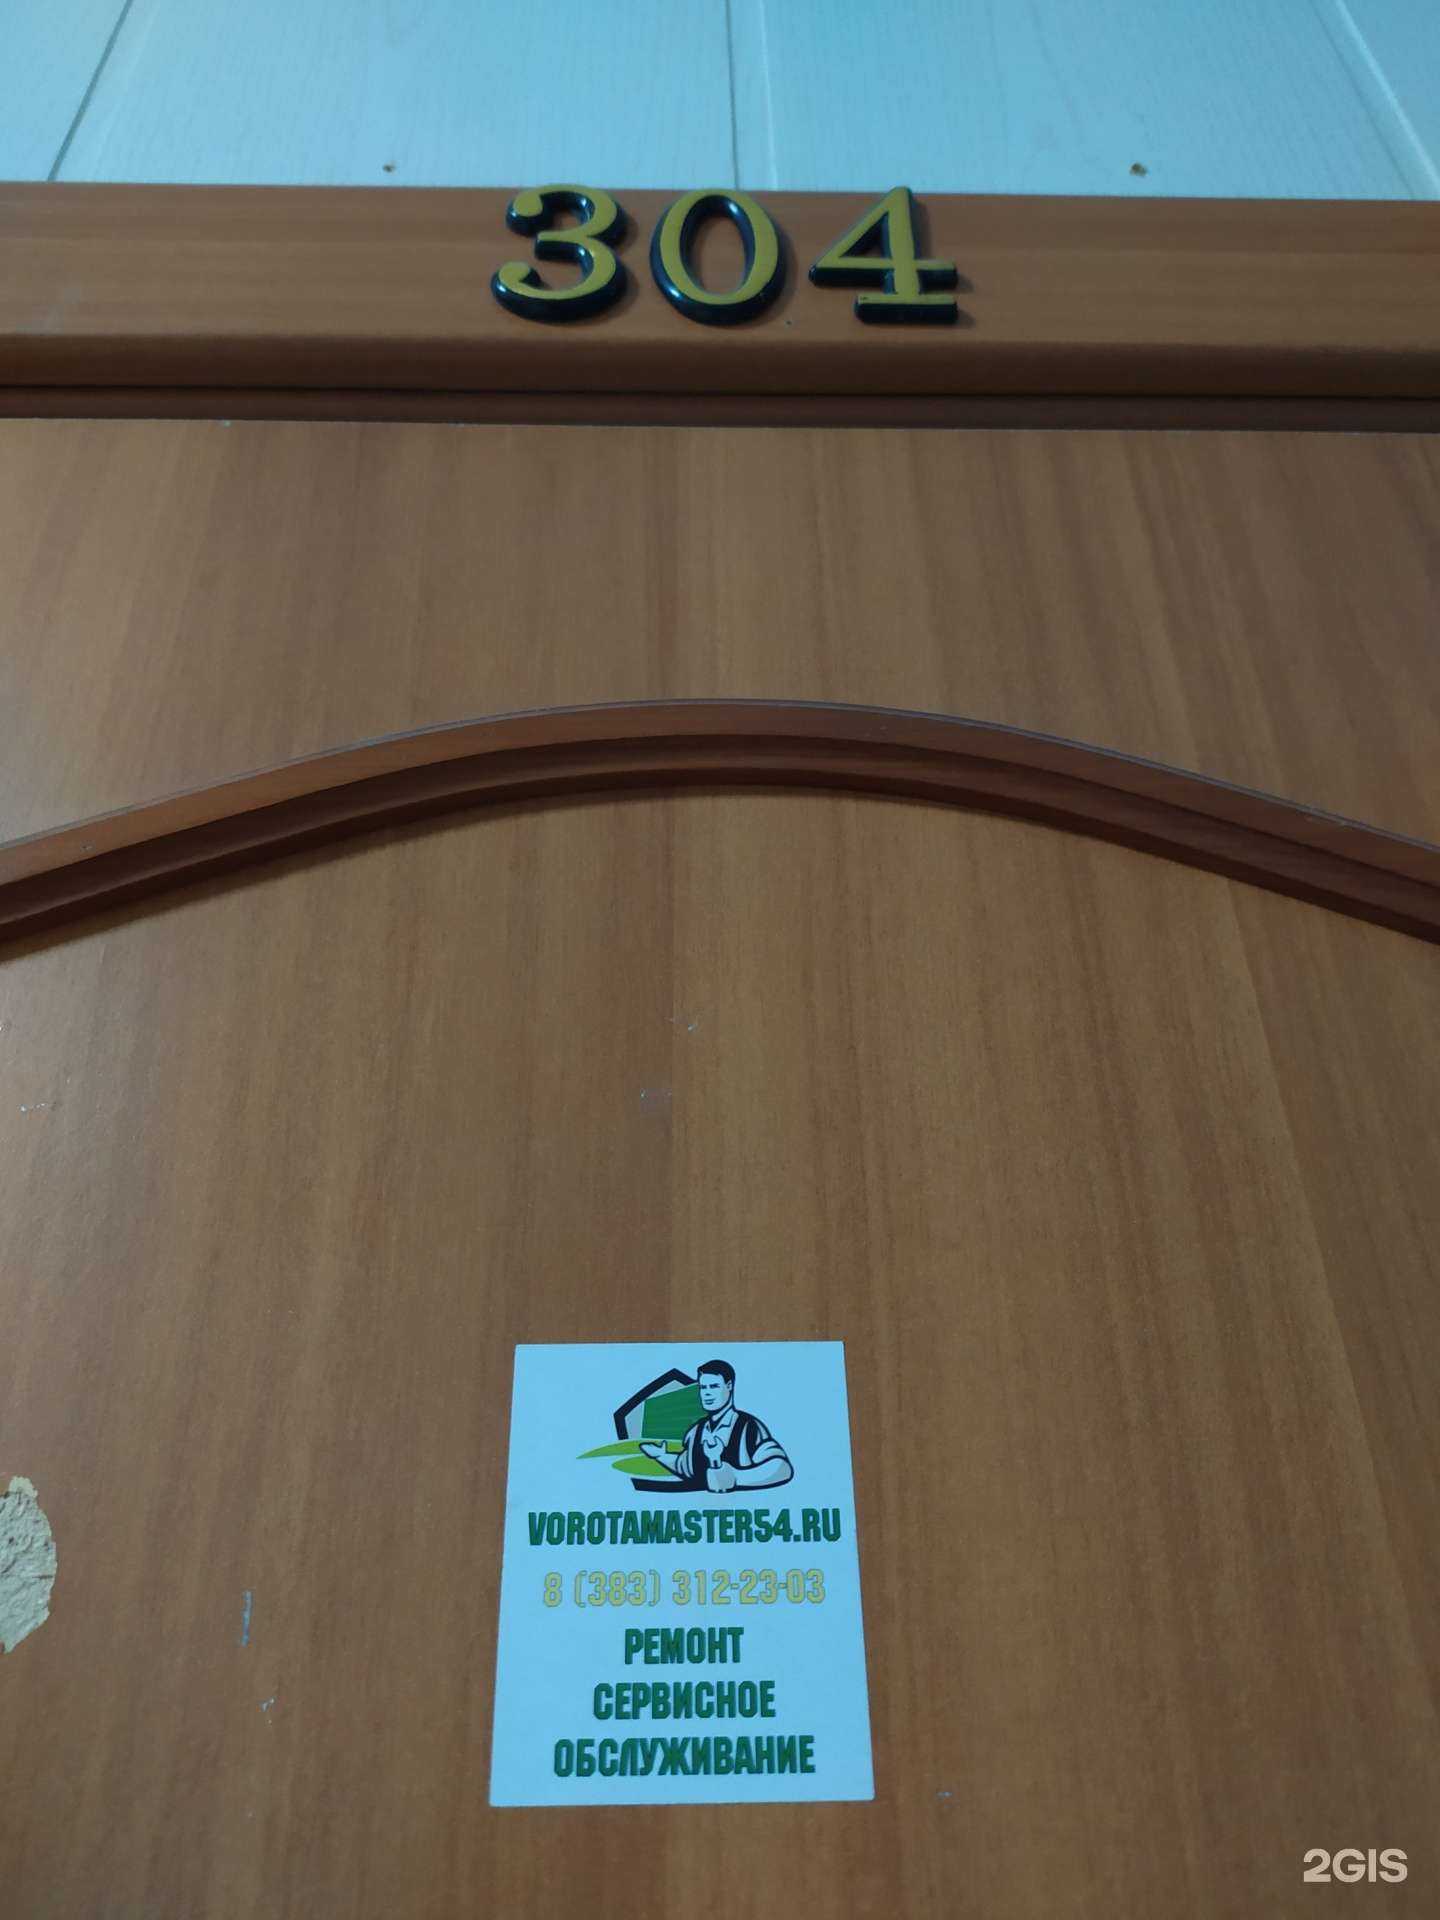 304
VOROTAMASTER54.RU
8 (383) 312-23-03
РЕМОНТ
СЕРВИСНОЕ
ОБСЛУЖИВАНИЕ
2GIS